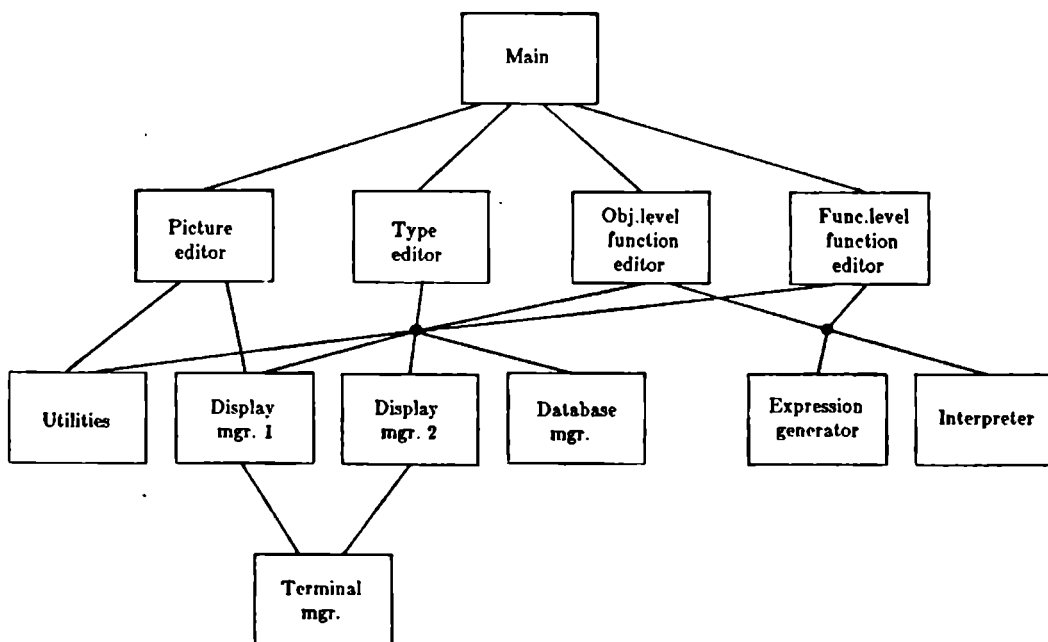 Main
Picture
editor
Type
editor
Obj.level
function
editor
Func.level
function
editor
Utilities
Display
mgr. 1
Display
mgr. 2
Database
mgr.
Expression
generator
Interpreter
Terminal
mgr.